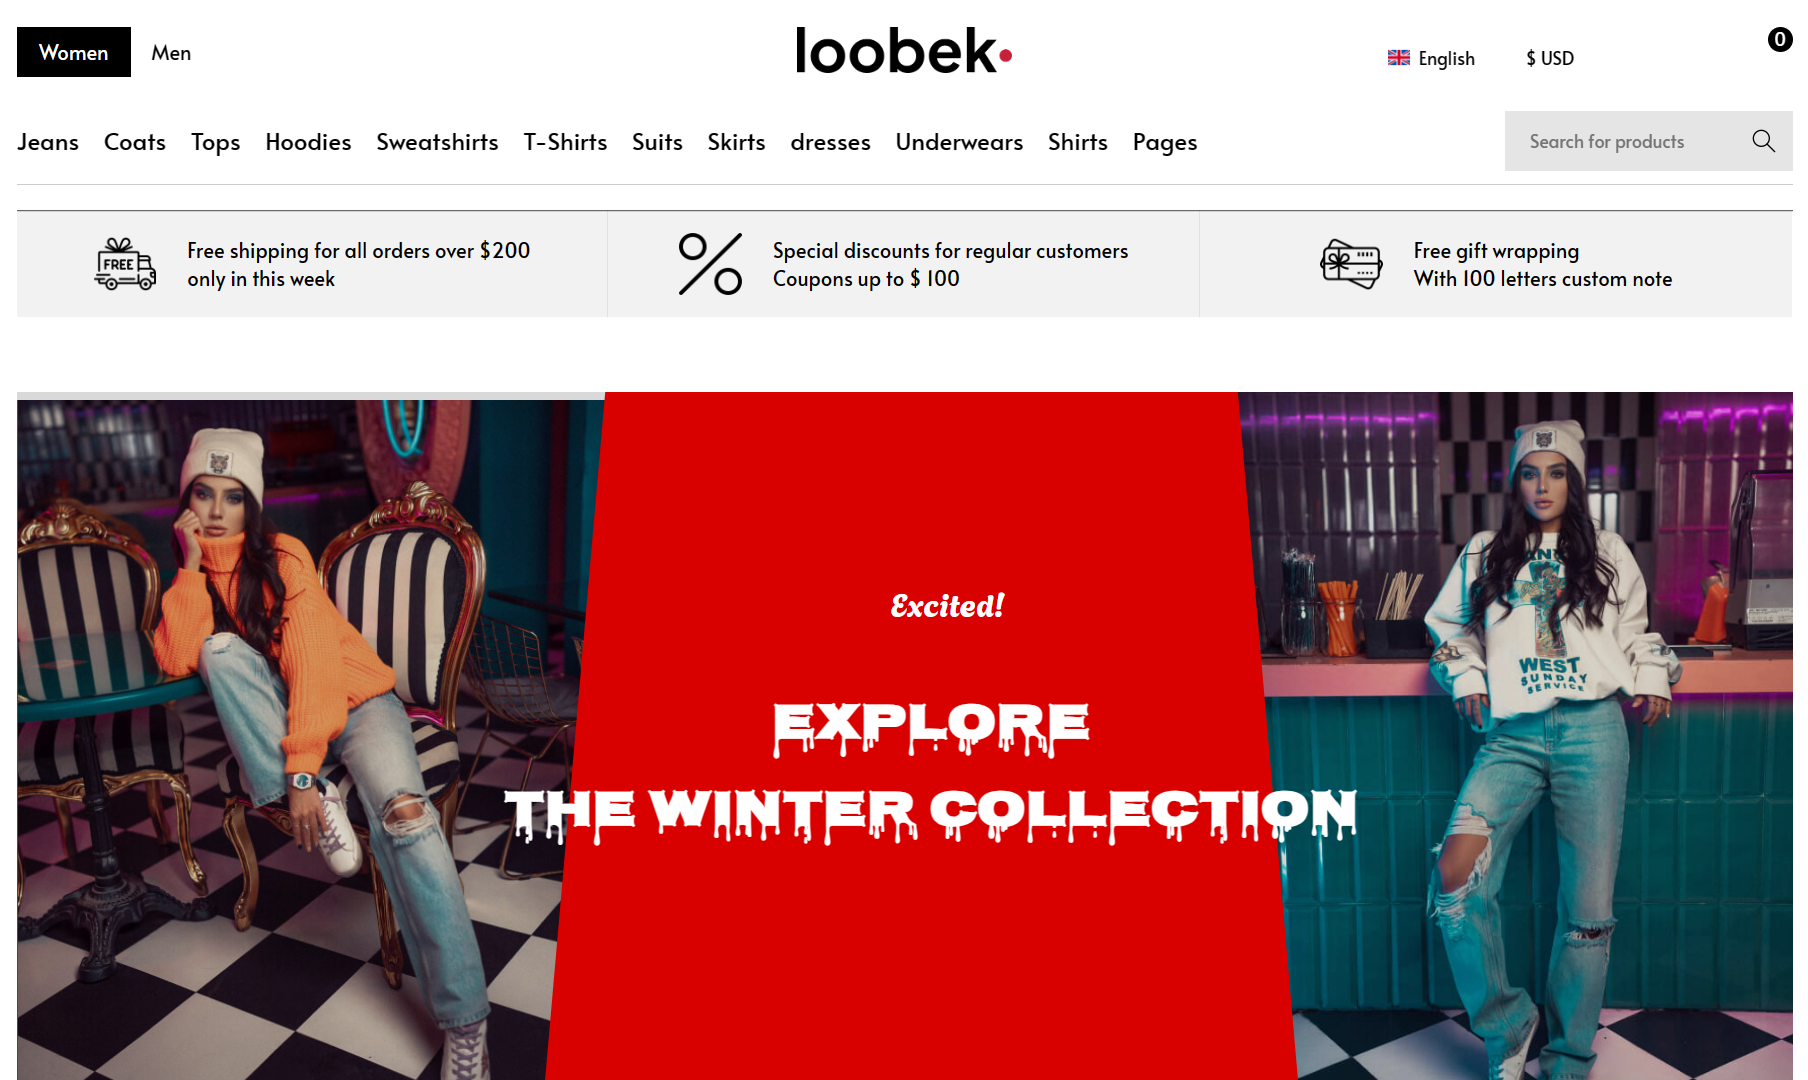 Women
Men
loobek.
English
$ USD
0
Jeans
Coats
Tops
Hoodies
Sweatshirts
T-Shirts
Suits
Skirts
dresses
Underwears
Shirts
Pages
Search for products
FREE
Free shipping for all orders over $200
only in this week
Special discounts for regular customers
Coupons up to $ 100
Free gift wrapping
With 100 letters custom note
Excited!
EXPLORE
THE WINTER COLLECTION
WEST
SUNDAY
SERVICE